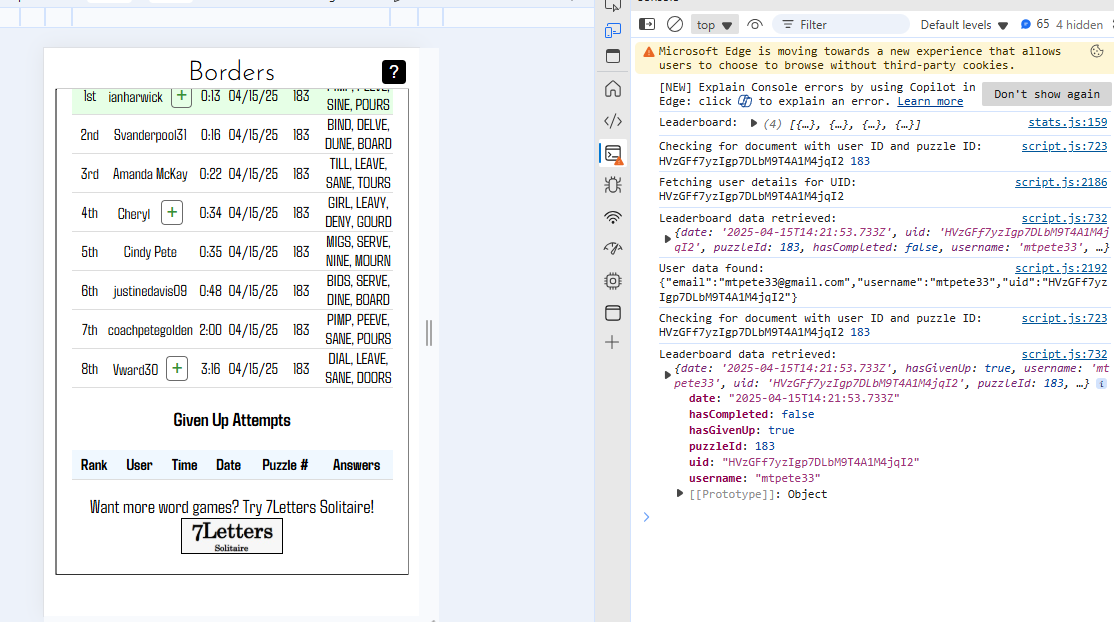 Borders
?
1st ianharwick + 0:13 04/15/25 183 SINE, POURS
2nd Svanderpool31 0:16 04/15/25 183 BIND, DELVE, DUNE, BOARD
3rd Amanda McKay 0:22 04/15/25 183 TILL, LEAVE, SANE, TOURS
4th Cheryl + 0:34 04/15/25 183 GIRL, LEAVY, DENY, GOURD
5th Cindy Pete 0:35 04/15/25 183 MIGS, SERVE, NINE, MOURN
6th justinedavis09 0:48 04/15/25 183 BIDS, SERVE, DINE, BOARD
7th coachpetegolden 2:00 04/15/25 183 PIMP, PEEVE, SANE, POURS
8th Vward30 + 3:16 04/15/25 183 DIAL, LEAVE, SANE, DOORS
Given Up Attempts
Rank User Time Date Puzzle # Answers
Want more word games? Try 7Letters Solitaire!
7Letters
Solitaire
top Filter Default levels 65 4 hidden
Microsoft Edge is moving towards a new experience that allows
users to choose to browse without third-party cookies.
[NEW] Explain Console errors by using Copilot in
Edge: click to explain an error. Learn more
Don't show again
Leaderboard: (4) [{…}, {…}, {…}, {…}] stats.js:159
Checking for document with user ID and puzzle ID: script.js:723
HVzGFf7yzIgp7DLbM9T4A1M4jqI2 183
Fetching user details for UID: script.js:2186
HVzGFf7yzIgp7DLbM9T4A1M4jqI2
Leaderboard data retrieved: script.js:732
{date: '2025-04-15T14:21:53.733Z', uid: 'HVzGFf7yzIgp7DLbM9T4A1M4j
qI2', puzzleId: 183, hasCompleted: false, username: 'mtpete33', …}
User data found: script.js:2192
{"email":"mtpete33@gmail.com","username":"mtpete33","uid":"HVzGFf7yz
Igp7DLbM9T4A1M4jqI2"}
Checking for document with user ID and puzzle ID: script.js:723
HVzGFf7yzIgp7DLbM9T4A1M4jqI2 183
Leaderboard data retrieved: script.js:732
{date: '2025-04-15T14:21:53.733Z', hasGivenUp: true, username: 'mt
pete33', uid: 'HVzGFf7yzIgp7DLbM9T4A1M4jqI2', puzzleId: 183, …} i
date: "2025-04-15T14:21:53.733Z"
hasCompleted: false
hasGivenUp: true
puzzleId: 183
uid: "HVzGFf7yzIgp7DLbM9T4A1M4jqI2"
username: "mtpete33"
[[Prototype]]: Object